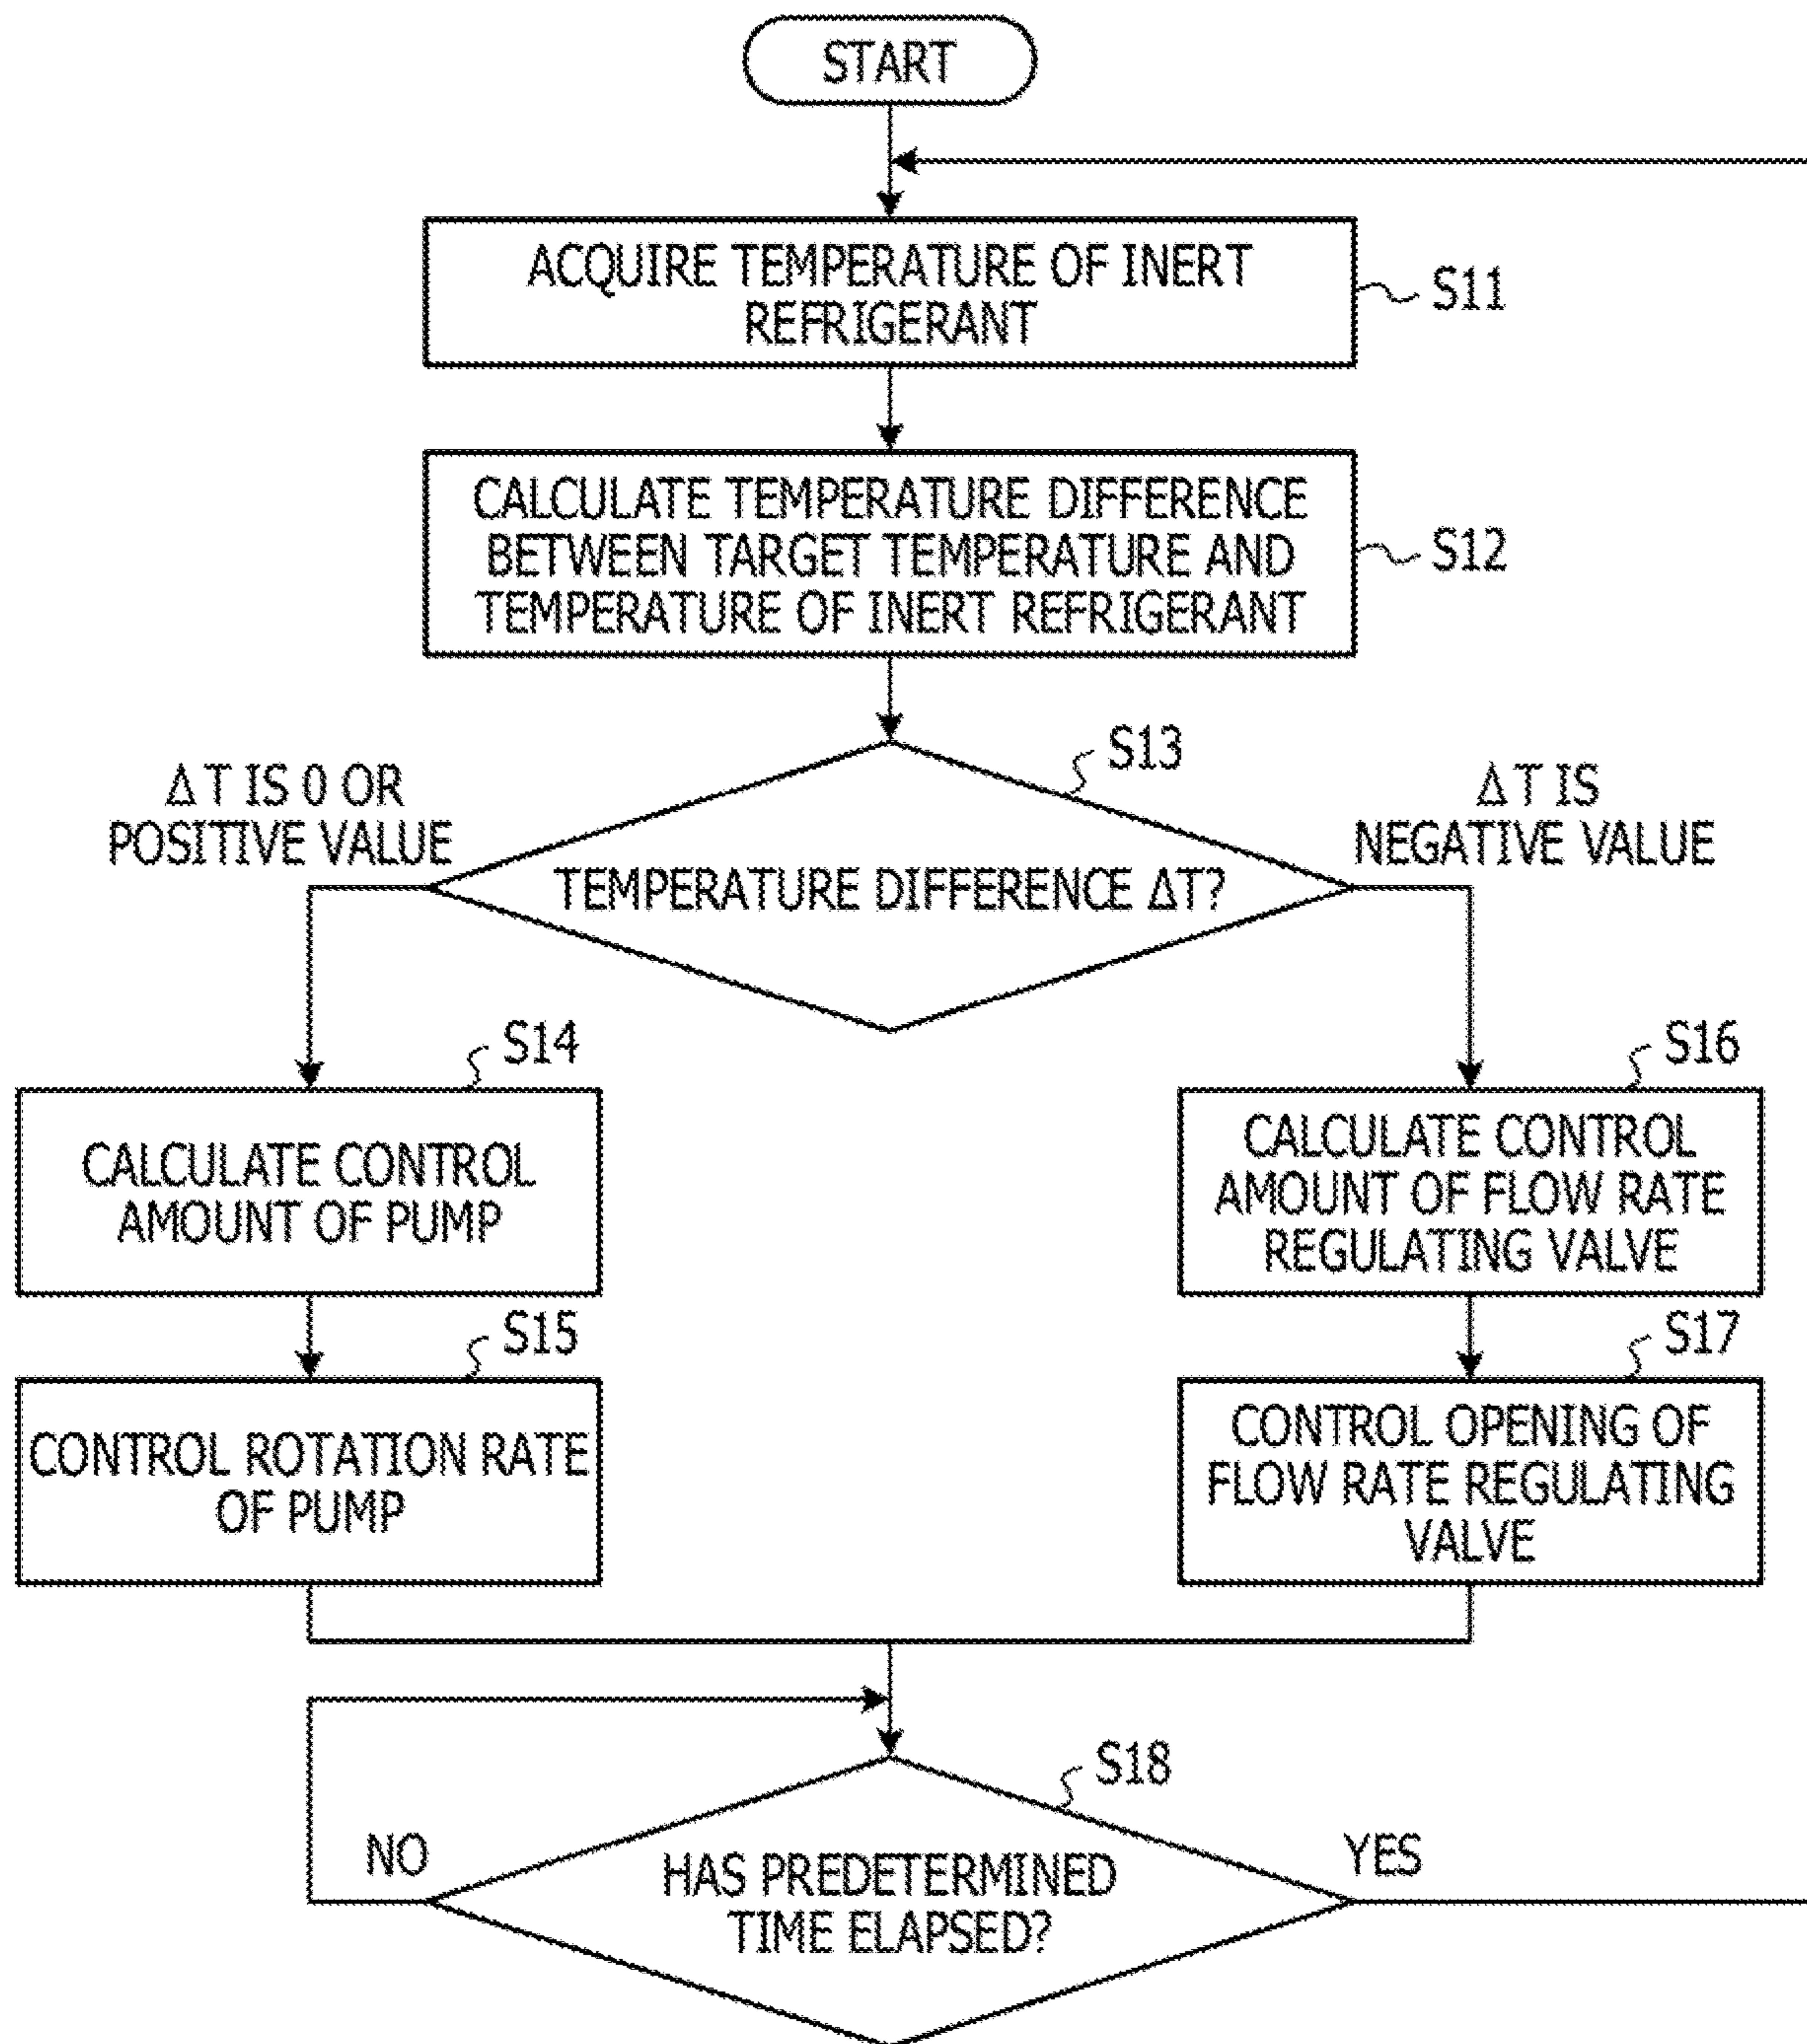 START
ACQUIRE TEMPERATURE OF INERT
REFRIGERANT
S11
CALCULATE TEMPERATURE DIFFERENCE
BETWEEN TARGET TEMPERATURE AND
TEMPERATURE OF INERT REFRIGERANT
S12
S13
ΔT IS 0 OR
POSITIVE VALUE
ΔT IS
NEGATIVE VALUE
TEMPERATURE DIFFERENCE ΔT?
S14
CALCULATE CONTROL
AMOUNT OF PUMP
S16
CALCULATE CONTROL
AMOUNT OF FLOW RATE
REGULATING VALVE
S15
CONTROL ROTATION RATE
OF PUMP
S17
CONTROL OPENING OF
FLOW RATE REGULATING
VALVE
S18
NO
HAS PREDETERMINED
TIME ELAPSED?
YES